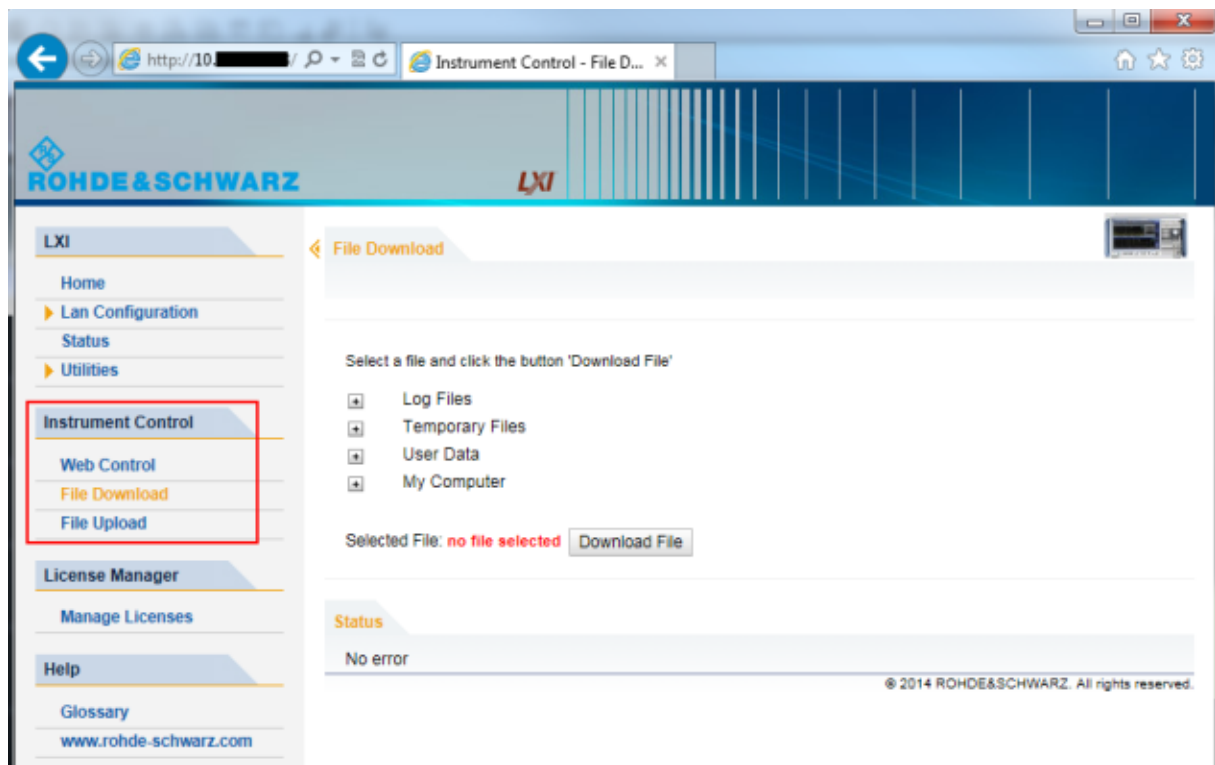 http://10. /
Instrument Control - File D...
ROHDE&SCHWARZ
LXI
LXI
Home
Lan Configuration
Status
Utilities
Instrument Control
Web Control
File Download
File Upload
License Manager
Manage Licenses
Help
Glossary
www.rohde-schwarz.com
File Download
Select a file and click the button 'Download File'
Log Files
Temporary Files
User Data
My Computer
Selected File: no file selected Download File
Status
No error
© 2014 ROHDE&SCHWARZ. All rights reserved.